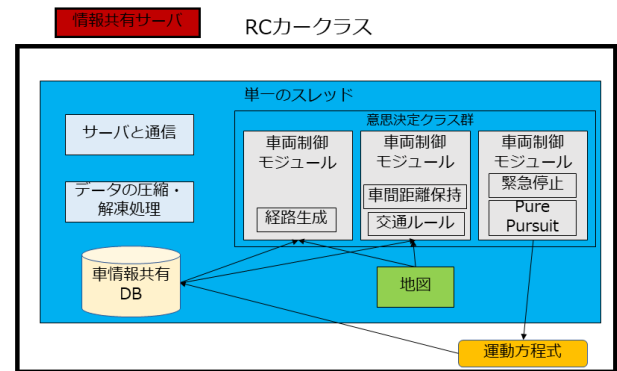 情報共有サーバ
RCカークラス
単一のスレッド
サーバと通信
データの圧縮・
解凍処理
車情報共有
DB
意思決定クラス群
車両制御
モジュール
経路生成
車両制御
モジュール
車間距離保持
交通ルール
車両制御
モジュール
緊急停止
Pure
Pursuit
地図
運動方程式